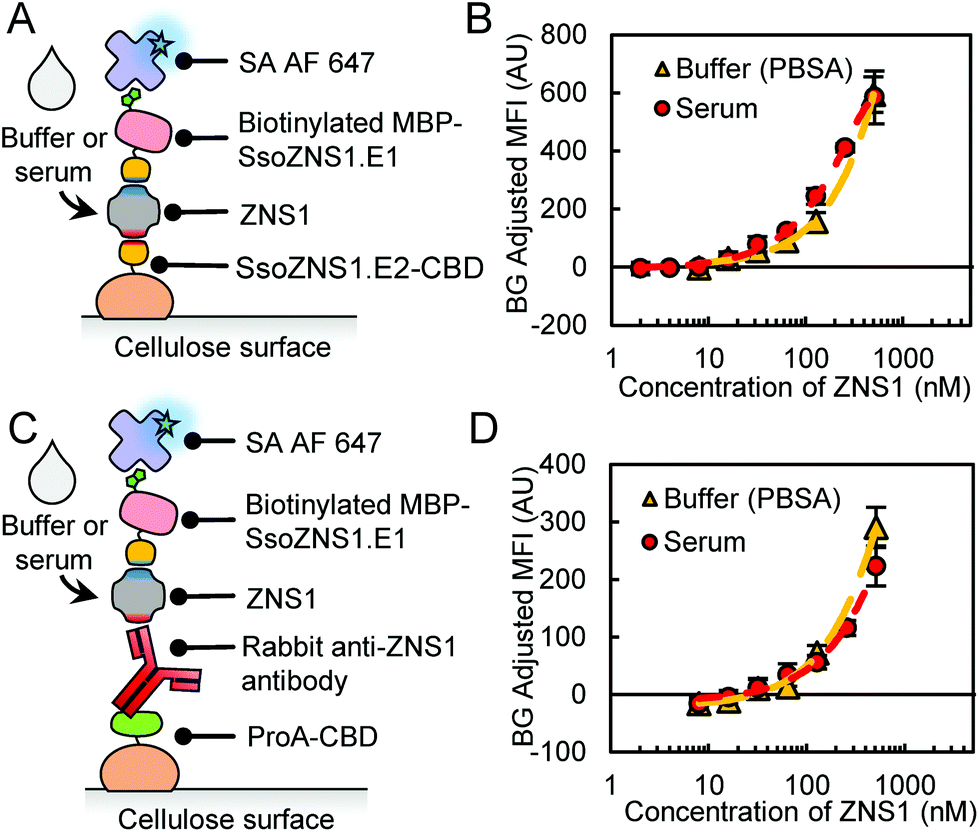 A
SA AF 647
Biotinylated MBP-
SsoZNS1.E1
Buffer or
serum
ZNS1
SsoZNS1.E2-CBD
Cellulose surface
B
BG Adjusted MFI (AU)
800
600
400
200
0
-200
Buffer (PBSA)
Serum
1
10
100
1000
Concentration of ZNS1 (nM)
C
SA AF 647
Biotinylated MBP-
SsoZNS1.E1
Buffer or
serum
ZNS1
Rabbit anti-ZNS1
antibody
ProA-CBD
Cellulose surface
D
BG Adjusted MFI (AU)
400
300
200
100
0
-100
Buffer (PBSA)
Serum
1
10
100
1000
Concentration of ZNS1 (nM)